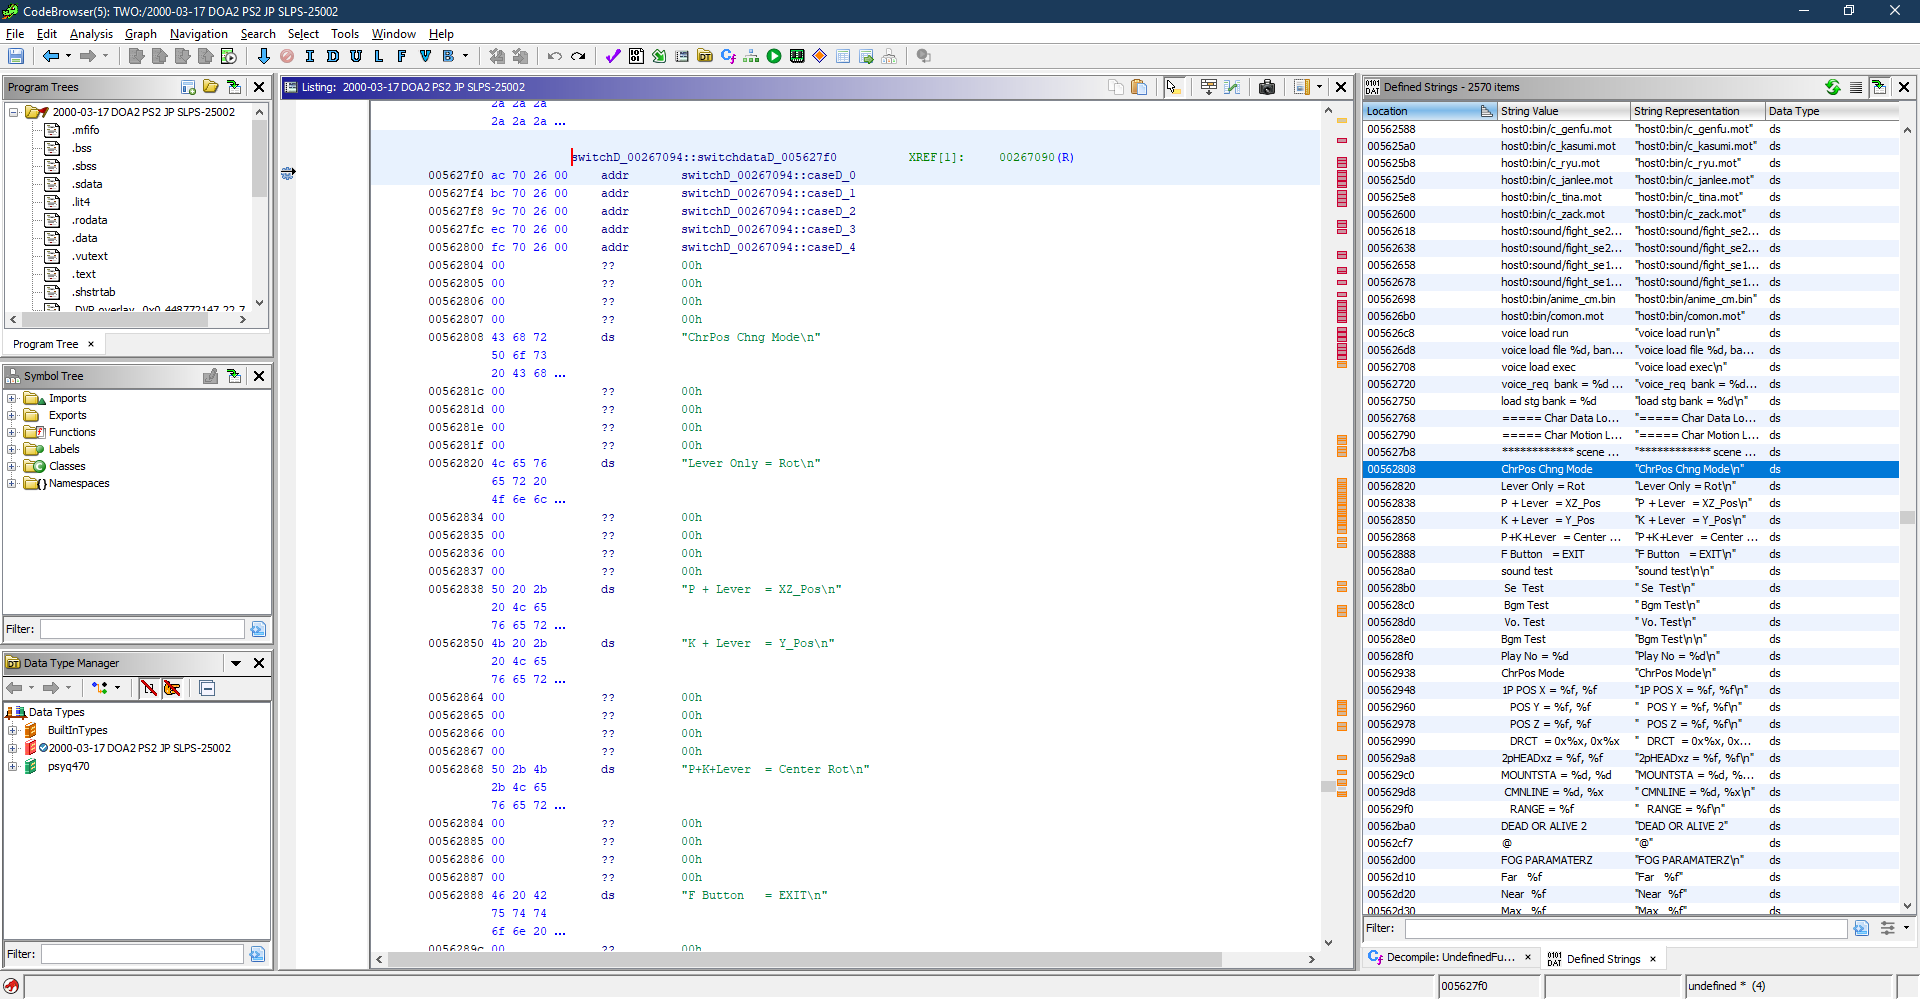 CodeBrowser(5): TWO:/2000-03-17 DOA2 PS2 JP SLPS-25002
File Edit Analysis Graph Navigation Search Select Tools Window Help
I D U L F V B
Program Trees
2000-03-17 DOA2 PS2 JP SLPS-25002
.mfifo
.bss
.sbss
.sdata
.lit4
.rodata
.data
.vutext
.text
.shstrtab
Program Tree
Symbol Tree
Imports
Exports
Functions
Labels
Classes
Namespaces
Filter:
Data Type Manager
Data Types
BuiltInTypes
2000-03-17 DOA2 PS2 JP SLPS-25002
psyq470
Filter:
Listing: 2000-03-17 DOA2 PS2 JP SLPS-25002
2a 2a 2a
2a 2a 2a ...
switchD_00267094::switchdataD_005627f0 XREF[1]: 00267090(R)
005627f0 ac 70 26 00 addr switchD_00267094::caseD_0
005627f4 bc 70 26 00 addr switchD_00267094::caseD_1
005627f8 9c 70 26 00 addr switchD_00267094::caseD_2
005627fc ec 70 26 00 addr switchD_00267094::caseD_3
00562800 fc 70 26 00 addr switchD_00267094::caseD_4
00562804 00 ?? 00h
00562805 00 ?? 00h
00562806 00 ?? 00h
00562807 00 ?? 00h
00562808 43 68 72 ds "ChrPos Chng Mode\n"
50 6f 73
20 43 68 ...
0056281c 00 ?? 00h
0056281d 00 ?? 00h
0056281e 00 ?? 00h
0056281f 00 ?? 00h
00562820 4c 65 76 ds "Lever Only = Rot\n"
65 72 20
4f 6e 6c ...
00562834 00 ?? 00h
00562835 00 ?? 00h
00562836 00 ?? 00h
00562837 00 ?? 00h
00562838 50 20 2b ds "P + Lever  = XZ_Pos\n"
20 4c 65
76 65 72 ...
00562850 4b 20 2b ds "K + Lever  = Y_Pos\n"
20 4c 65
76 65 72 ...
00562864 00 ?? 00h
00562865 00 ?? 00h
00562866 00 ?? 00h
00562867 00 ?? 00h
00562868 50 2b 4b ds "P+K+Lever  = Center Rot\n"
2b 4c 65
76 65 72 ...
00562884 00 ?? 00h
00562885 00 ?? 00h
00562886 00 ?? 00h
00562887 00 ?? 00h
00562888 46 20 42 ds "F Button   = EXIT\n"
75 74 74
6f 6e 20 ...
0056289c 00 ?? 00h
Defined Strings - 2570 items
Location String Value String Representation Data Type
00562588 host0:bin/c_genfu.mot "host0:bin/c_genfu.mot" ds
005625a0 host0:bin/c_kasumi.mot "host0:bin/c_kasumi.mot" ds
005625b8 host0:bin/c_ryu.mot "host0:bin/c_ryu.mot" ds
005625d0 host0:bin/c_janlee.mot "host0:bin/c_janlee.mot" ds
005625e8 host0:bin/c_tina.mot "host0:bin/c_tina.mot" ds
00562600 host0:bin/c_zack.mot "host0:bin/c_zack.mot" ds
00562618 host0:sound/fight_se2... "host0:sound/fight_se2... ds
00562638 host0:sound/fight_se2... "host0:sound/fight_se2... ds
00562658 host0:sound/fight_se1... "host0:sound/fight_se1... ds
00562678 host0:sound/fight_se1... "host0:sound/fight_se1... ds
00562698 host0:bin/anime_cm.bin "host0:bin/anime_cm.bin" ds
005626b0 host0:bin/comon.mot "host0:bin/comon.mot" ds
005626c8 voice load run "voice load run\n" ds
005626d8 voice load file %d, ban... "voice load file %d, ba... ds
00562708 voice load exec "voice load exec\n" ds
00562720 voice_req bank = %d ... "voice_req bank = %d... ds
00562750 load stg bank = %d "load stg bank = %d\n" ds
00562768 ===== Char Data Lo... "===== Char Data Lo... ds
00562790 ===== Char Motion L... "===== Char Motion L... ds
005627b8 ************ scene ... "************ scene ... ds
00562808 ChrPos Chng Mode "ChrPos Chng Mode\n" ds
00562820 Lever Only = Rot "Lever Only = Rot\n" ds
00562838 P + Lever = XZ_Pos "P + Lever = XZ_Pos\n" ds
00562850 K + Lever = Y_Pos "K + Lever = Y_Pos\n" ds
00562868 P+K+Lever = Center ... "P+K+Lever = Center ... ds
00562888 F Button = EXIT "F Button = EXIT\n" ds
005628a0 sound test "sound test\n\n" ds
005628b0 Se Test "Se Test\n" ds
005628c0 Bgm Test " Bgm Test\n" ds
005628d0 Vo. Test " Vo. Test\n" ds
005628e0 Bgm Test "Bgm Test\n\n" ds
005628f0 Play No = %d "Play No = %d\n" ds
00562938 ChrPos Mode "ChrPos Mode\n" ds
00562948 1P POS X = %f, %f "1P POS X = %f, %f\n" ds
00562960 POS Y = %f, %f " POS Y = %f, %f\n" ds
00562978 POS Z = %f, %f " POS Z = %f, %f\n" ds
00562990 DRCT = 0x%x, 0x%x " DRCT = 0x%x, 0x... ds
005629a8 2pHEADxz = %f, %f "2pHEADxz = %f, %f\n" ds
005629c0 MOUNTSTA = %d, %d "MOUNTSTA = %d, %... ds
005629d8 CMNLINE = %d, %x " CMNLINE = %d, %x\n" ds
005629f0 RANGE = %f " RANGE = %f\n" ds
00562ba0 DEAD OR ALIVE 2 "DEAD OR ALIVE 2" ds
00562cf7 @ "@" ds
00562d00 FOG PARAMATERZ "FOG PARAMATERZ\n" ds
00562d10 Far %f "Far %f" ds
00562d20 Near %f "Near %f" ds
00562d30 Max %f "Max %f" ds
Filter:
Decompile: UndefinedFu... Defined Strings
005627f0 undefined * (4)